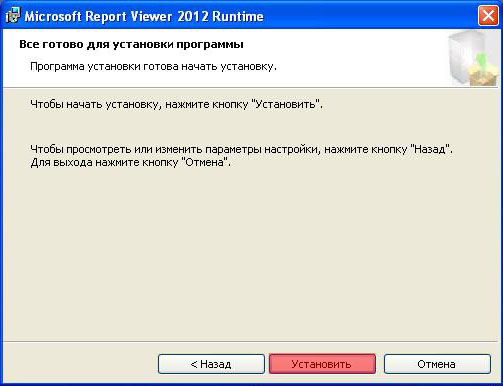 Microsoft Report Viewer 2012 Runtime
Все готово для установки программы
Программа установки готова начать установку.
Чтобы начать установку, нажмите кнопку "Установить".
Чтобы просмотреть или изменить параметры настройки, нажмите кнопку "Назад".
Для выхода нажмите кнопку "Отмена".
< Назад Установить Отмена